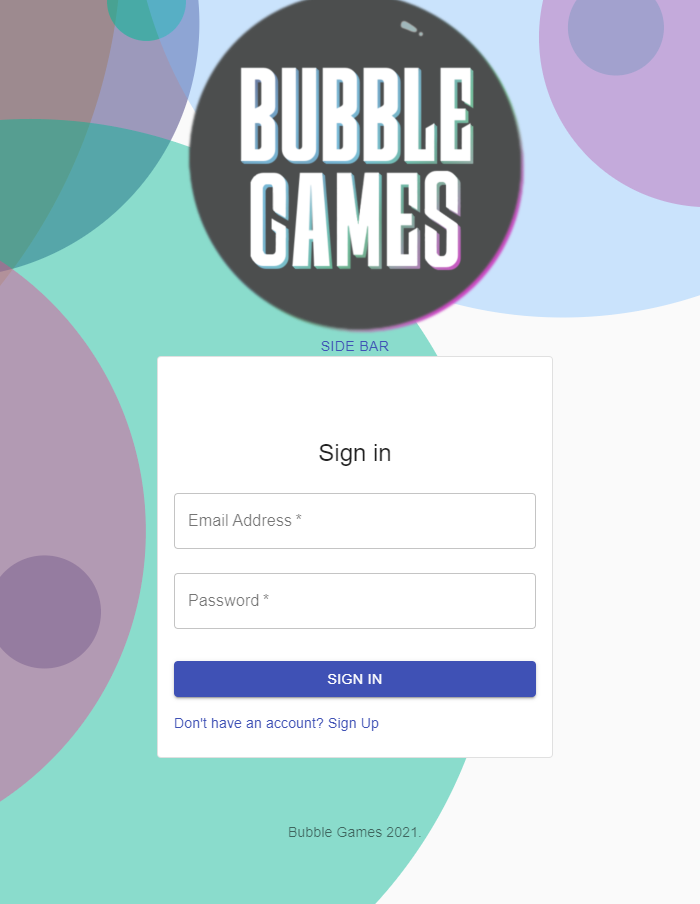 BUBBLE
GAMES
SIDE BAR
Sign in
Email Address *
Password *
SIGN IN
Don't have an account? Sign Up
Bubble Games 2021.